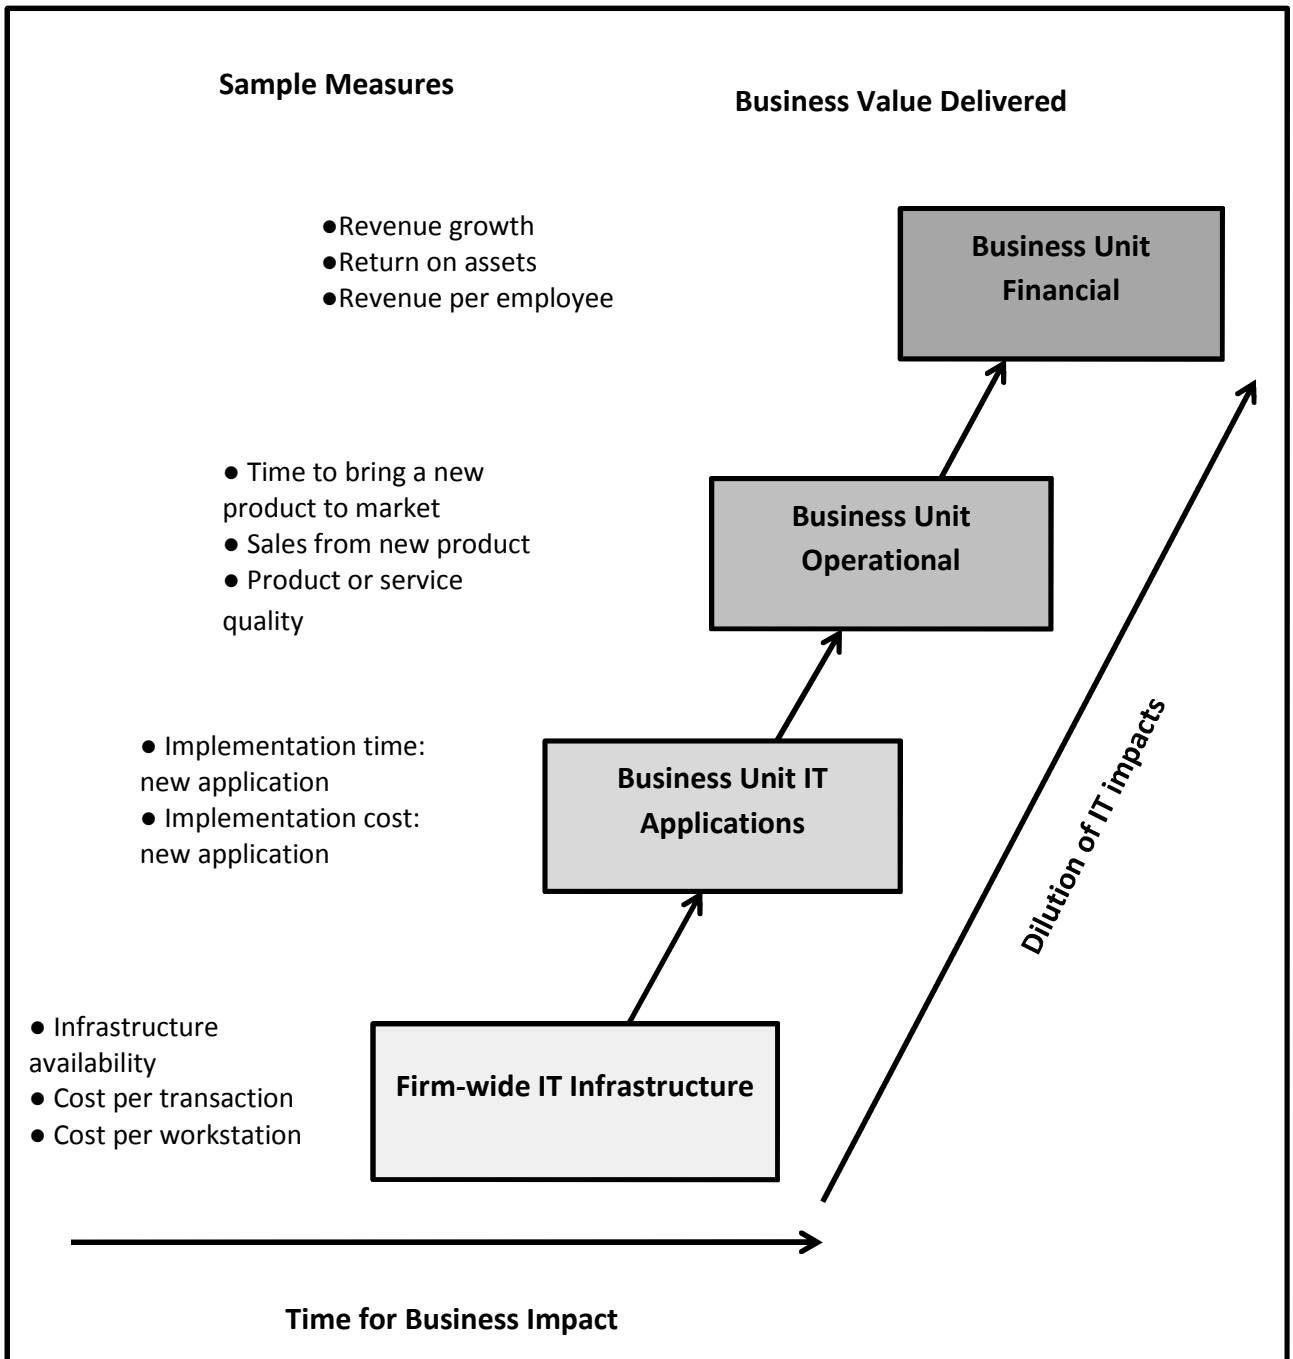 Sample Measures
Business Value Delivered
●Revenue growth
●Return on assets
●Revenue per employee
Business Unit
Financial
● Time to bring a new
product to market
● Sales from new product
● Product or service
quality
Business Unit
Operational
● Implementation time:
new application
● Implementation cost:
new application
Business Unit IT
Applications
Dilution of IT impacts
● Infrastructure
availability
● Cost per transaction
● Cost per workstation
Firm-wide IT Infrastructure
Time for Business Impact